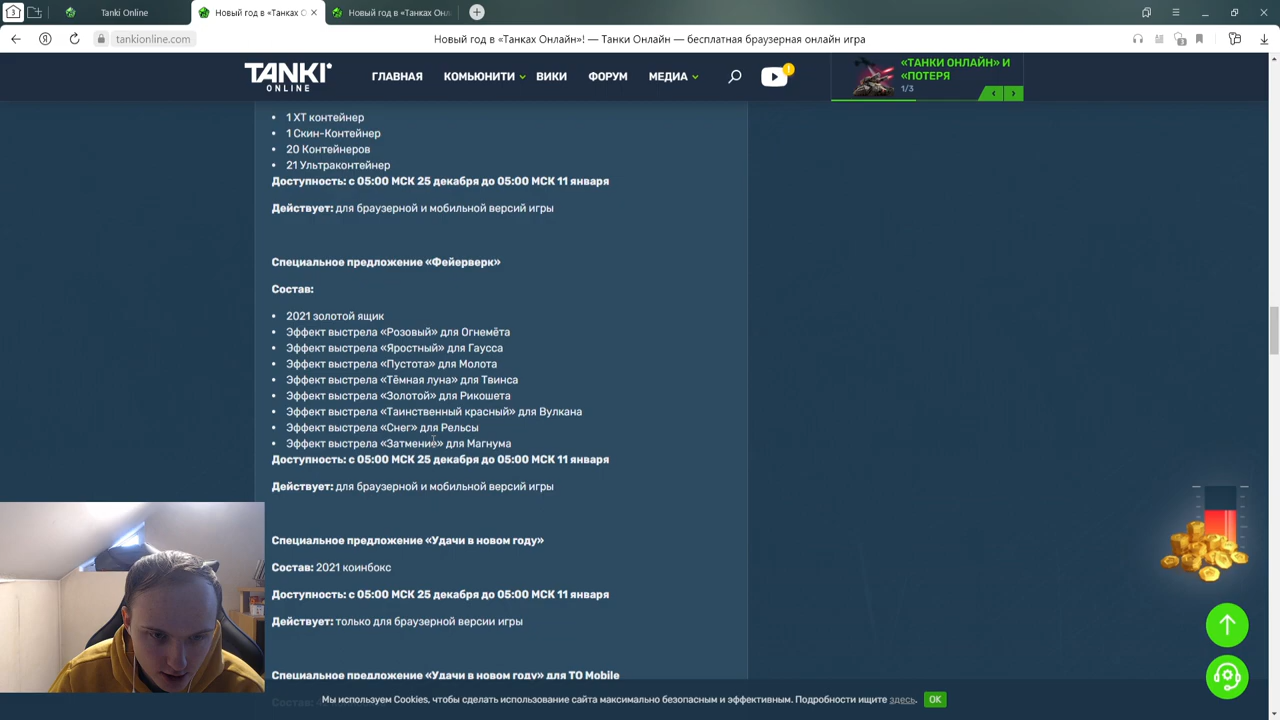 3
Tanki Online
Новый год в «Танках О
Новый год в «Танках Онл
tankionline.com
Новый год в «Танках Онлайн»! — Танки Онлайн — бесплатная браузерная онлайн игра
3
TANKI
ONLINE
ГЛАВНАЯ КОМЬЮНИТИ ВИКИ ФОРУМ МЕДИА
!
«ТАНКИ ОНЛАЙН» И
«ПОТЕРЯ
1/3
• 1 ХТ контейнер
• 1 Скин-Контейнер
• 20 Контейнеров
• 21 Ультраконтейнер
Доступность: с 05:00 МСК 25 декабря до 05:00 МСК 11 января
Действует: для браузерной и мобильной версий игры
Специальное предложение «Фейерверк»
Состав:
• 2021 золотой ящик
• Эффект выстрела «Розовый» для Огнемёта
• Эффект выстрела «Яростный» для Гаусса
• Эффект выстрела «Пустота» для Молота
• Эффект выстрела «Тёмная луна» для Твинса
• Эффект выстрела «Золотой» для Рикошета
• Эффект выстрела «Таинственный красный» для Вулкана
• Эффект выстрела «Снег» для Рельсы
• Эффект выстрела «Затмение» для Магнума
Доступность: с 05:00 МСК 25 декабря до 05:00 МСК 11 января
Действует: для браузерной и мобильной версий игры
Специальное предложение «Удачи в новом году»
Состав: 2021 коинбокс
Доступность: с 05:00 МСК 25 декабря до 05:00 МСК 11 января
Действует: только для браузерной версии игры
Специальное предложение «Удачи в новом году» для TO Mobile
Состав:
Мы используем Cookies, чтобы сделать использование сайта максимально безопасным и эффективным. Подробности ищите здесь. OK